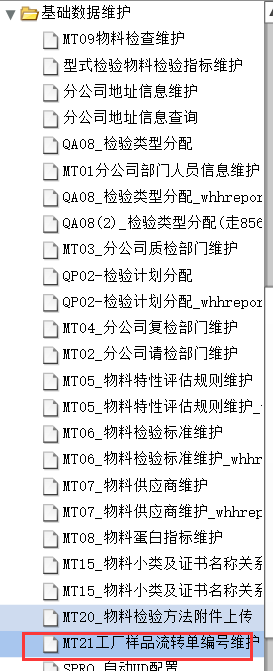 基础数据维护
MT09物料检查维护
型式检验物料检验指标维护
分公司地址信息维护
分公司地址信息查询
QA08_检验类型分配
MT01分公司部门人员信息维护
QA08_检验类型分配_whhrepor
QA08(2)_检验类型分配(走856
MT03_分公司质检部门维护
QP02-检验计划分配
QP02-检验计划分配_whhrepor
MT04_分公司复检部门维护
MT02_分公司请检部门维护
MT05_物料特性评估规则维护
MT05_物料特性评估规则维护_
MT06_物料检验标准维护
MT06_物料检验标准维护_whhr
MT07_物料供应商维护
MT07_物料供应商维护_whhrep
MT08_物料蛋白指标维护
MT15_物料小类及证书名称关系
MT15_物料小类及证书名称关系
MT20_物料检验方法附件上传
MT21工厂样品流转单编号维护
SPRO_自动UD配置